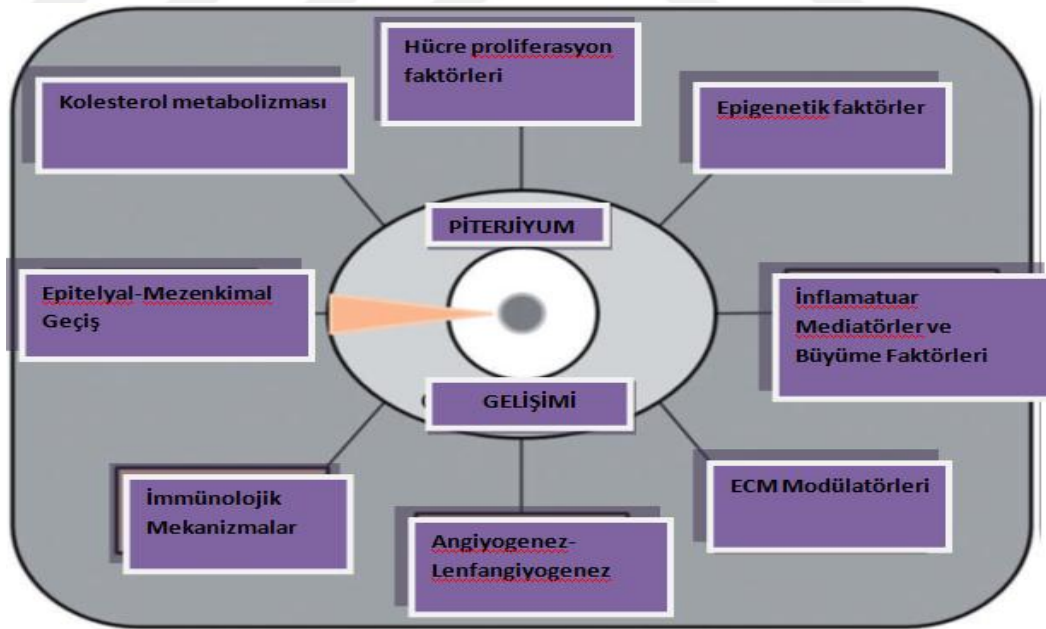 Hücre proliferasyon
faktörleri
Kolesterol metabolizması
Epigenetik faktörler
PİTERJİYUM
Epitelyal-Mezenkimal
Geçiş
İnflamatuar
Mediatörler ve
Büyüme Faktörleri
GELİŞİMİ
İmmünolojik
Mekanizmalar
ECM Modülatörleri
Angiyogenez-
Lenfangiyogenez